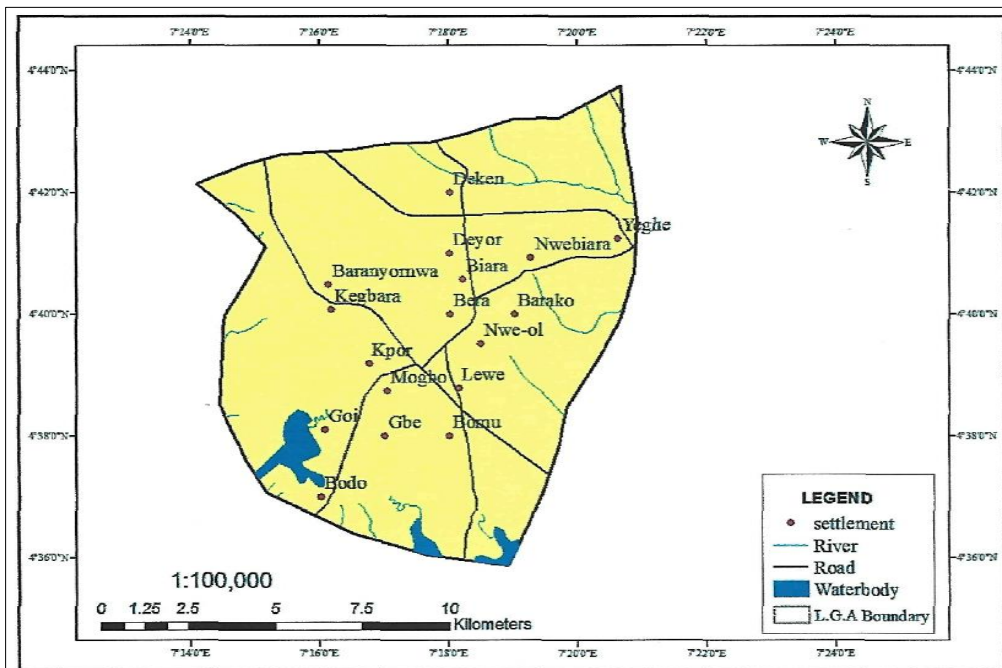 7°14'0"E 7°16'0"E 7°18'0"E 7°20'0"E 7°22'0"E 7°24'0"E
4°44'0"N 4°44'0"N
N
W E
S
Deken
4°42'0"N 4°42'0"N
Yeghe
Deyor Nwebiara
Biara
Baranyomwa
Kegbara Bera Barako
4°40'0"N 4°40'0"N
Nwe-ol
Kpor
Mogho Lewe
Goi Gbe Bomu
4°38'0"N 4°38'0"N
Bodo
LEGEND
settlement
River
Road
Waterbody
L.G.A Boundary
4°36'0"N 4°36'0"N
1:100,000
0 1.25 2.5 5 7.5 10
Kilometers
7°14'0"E 7°16'0"E 7°18'0"E 7°20'0"E 7°22'0"E 7°24'0"E